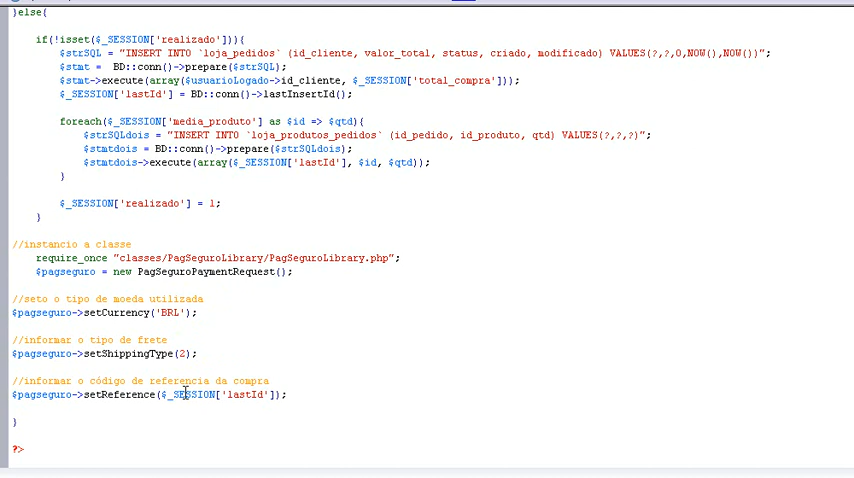 }else{
if(!isset($_SESSION['realizado'])){
$strSQL = "INSERT INTO `loja_pedidos` (id_cliente, valor_total, status, criado, modificado) VALUES(?,?,0,NOW(),NOW())";
$stmt = BD::conn()->prepare($strSQL);
$stmt->execute(array($usuarioLogado->id_cliente, $_SESSION['total_compra']));
$_SESSION['lastId'] = BD::conn()->lastInsertId();
foreach($_SESSION['media_produto'] as $id => $qtd){
$strSQLdois = "INSERT INTO `loja_produtos_pedidos` (id_pedido, id_produto, qtd) VALUES(?,?,?)";
$stmtdois = BD::conn()->prepare($strSQLdois);
$stmtdois->execute(array($_SESSION['lastId'], $id, $qtd));
}
$_SESSION['realizado'] = 1;
}
//instancio a classe
require_once "classes/PagSeguroLibrary/PagSeguroLibrary.php";
$pagseguro = new PagSeguroPaymentRequest();
//seto o tipo de moeda utilizada
$pagseguro->setCurrency('BRL');
//informar o tipo de frete
$pagseguro->setShippingType(2);
//informar o código de referencia da compra
$pagseguro->setReference($_SESSION['lastId']);
}
?>